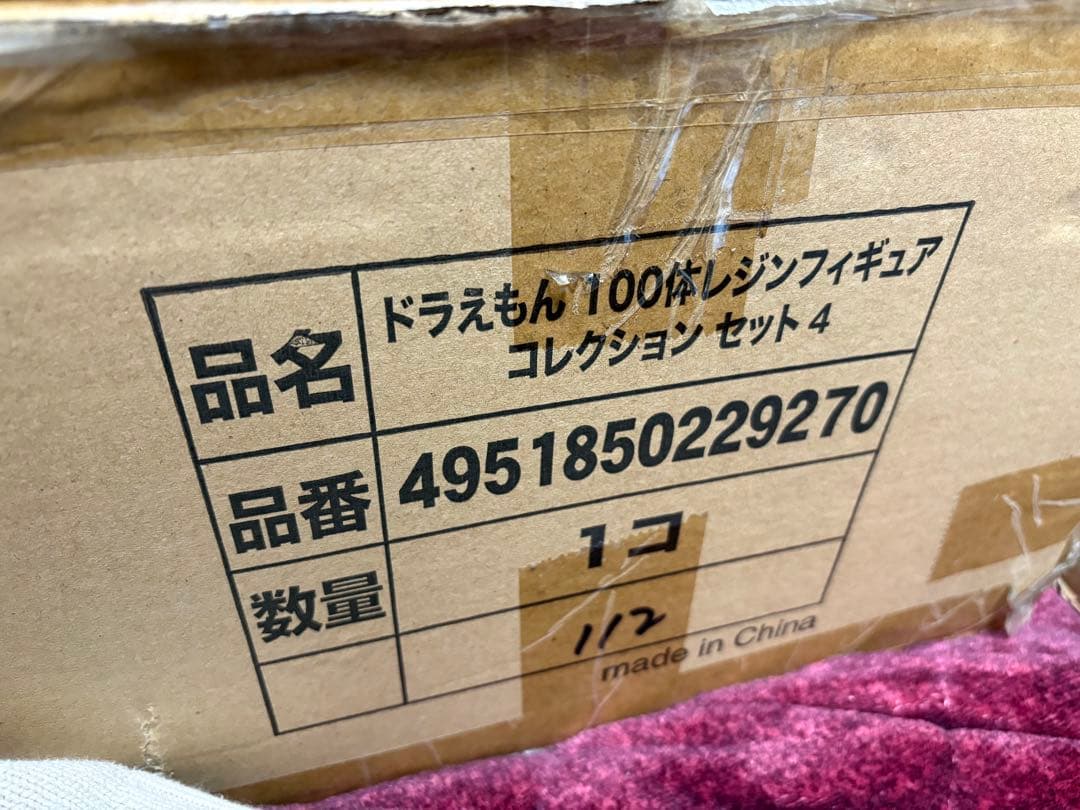 品名
ドラえもん 100体レジンフィギュア
コレクション セット 4
品番
4951850229270
数量
1コ
112
made in China